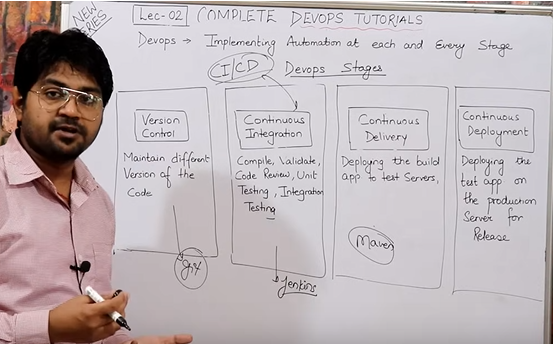 NEW
SERIES
Lec-02 COMPLETE DEVOPS TUTORIALS
Devops → Implementing Automation at each and Every Stage
I/CD Devops Stages
Version
Control
Maintain different
Version of the
Code
Git
Continuous
Integration
Compile, Validate,
Code Review, Unit
Testing, Integration
Testing
Jenkins
Continuous
Delivery
Deploying the build
app to test Servers,
Maven
Continuous
Deployment
Deploying the
test app on
the production
Server for
Release